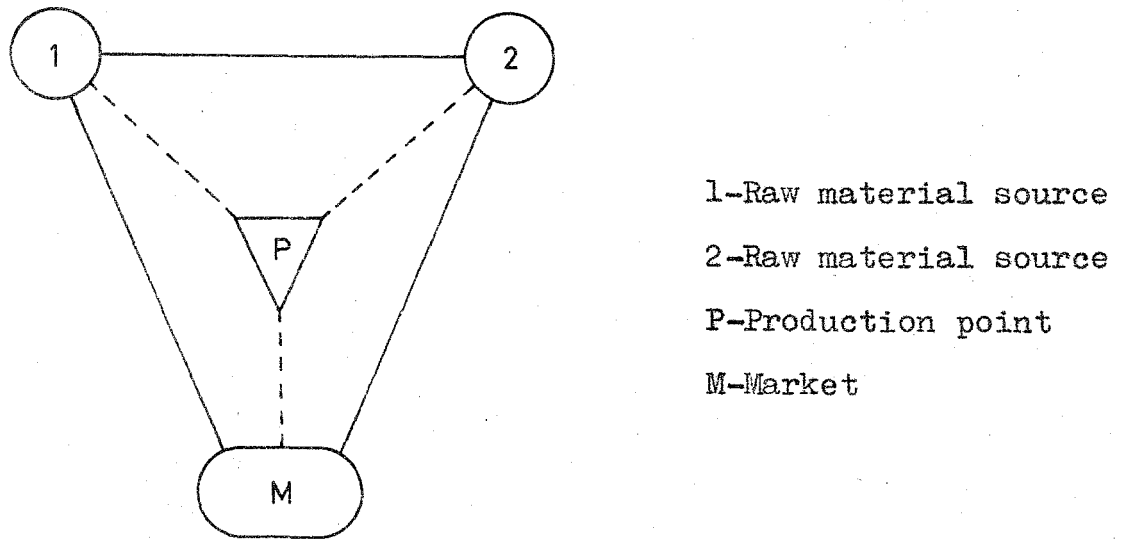 1
2
P
M
1-Raw material source
2-Raw material source
P-Production point
M-Market